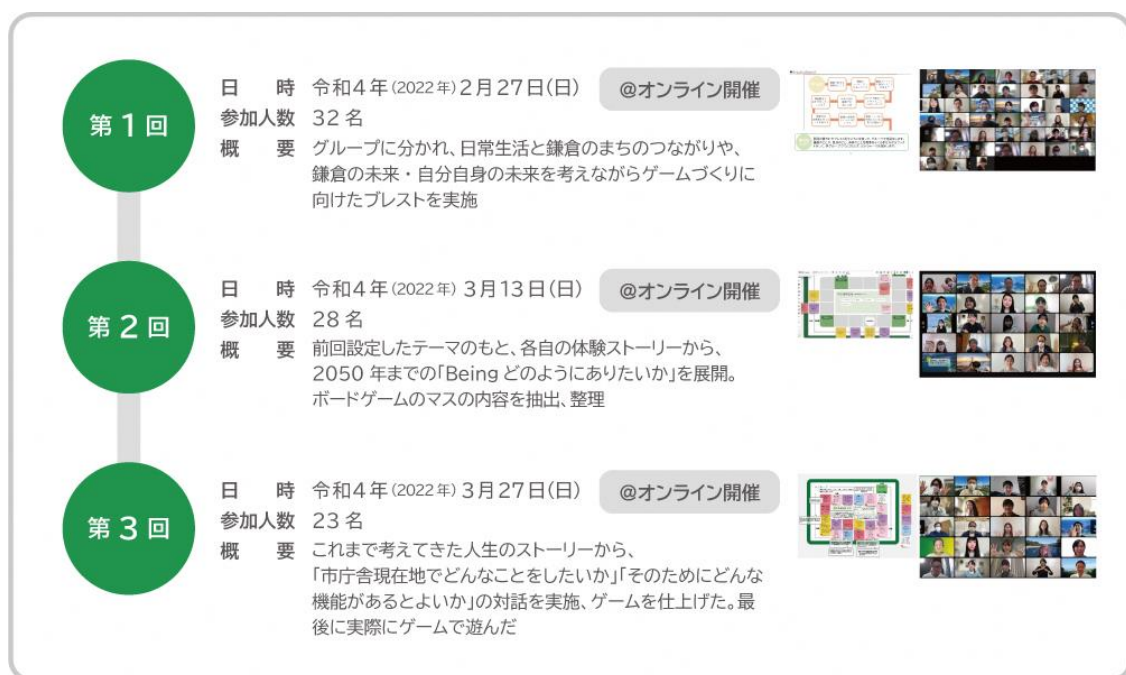 第1回
日　時 令和4年(2022年)2月27日(日) @オンライン開催
参加人数 32名
概　要 グループに分かれ、日常生活と鎌倉のまちのつながりや、
鎌倉の未来・自分自身の未来を考えながらゲームづくりに
向けたブレストを実施
第2回
日　時 令和4年(2022年)3月13日(日) @オンライン開催
参加人数 28名
概　要 前回設定したテーマのもと、各自の体験ストーリーから、
2050年までの「Being どのようにありたいか」を展開。
ボードゲームのマスの内容を抽出、整理
第3回
日　時 令和4年(2022年)3月27日(日) @オンライン開催
参加人数 23名
概　要 これまで考えてきた人生のストーリーから、
「市庁舎現在地でどんなことをしたいか」「そのためにどんな
機能があるとよいか」の対話を実施、ゲームを仕上げた。最
後に実際にゲームで遊んだ